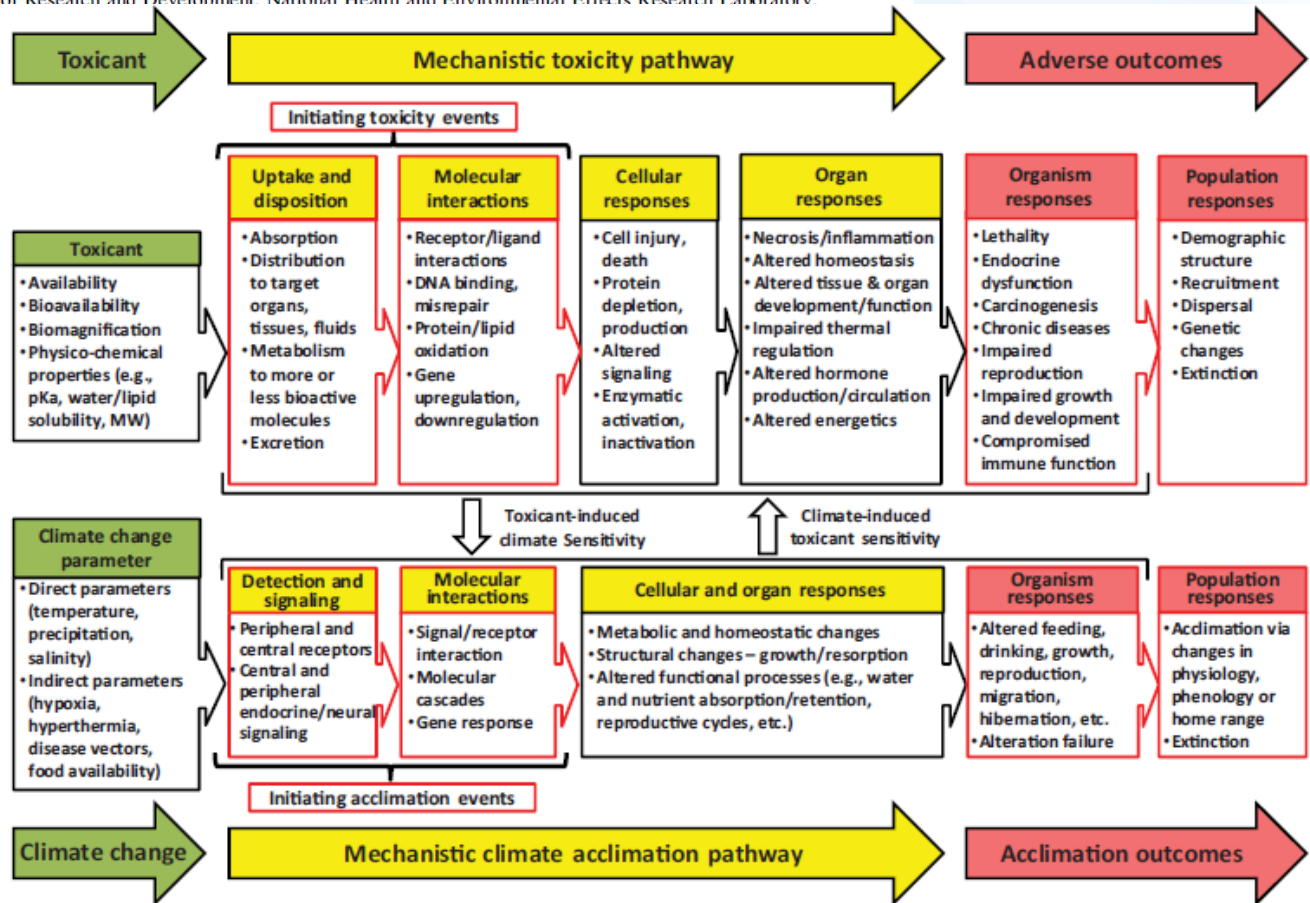 or Research and Development, National Health and Environmental Effects Research Laboratory,
Toxicant
Mechanistic toxicity pathway
Adverse outcomes
Initiating toxicity events
Toxicant
• Availability
• Bioavailability
• Biomagnification
• Physico-chemical
properties (e.g.,
pKa, water/lipid
solubility, MW)
Uptake and
disposition
• Absorption
• Distribution
to target
organs,
tissues, fluids
• Metabolism
to more or
less bioactive
molecules
• Excretion
Molecular
interactions
• Receptor/ligand
interactions
• DNA binding,
misrepair
• Protein/lipid
oxidation
• Gene
upregulation,
downregulation
Cellular
responses
• Cell injury,
death
• Protein
depletion,
production
• Altered
signaling
• Enzymatic
activation,
inactivation
Organ
responses
• Necrosis/inflammation
• Altered homeostasis
• Altered tissue & organ
development/function
• Impaired thermal
regulation
• Altered hormone
production/circulation
• Altered energetics
Organism
responses
• Lethality
• Endocrine
dysfunction
• Carcinogenesis
• Chronic diseases
• Impaired
reproduction
• Impaired growth
and development
• Compromised
immune function
Population
responses
• Demographic
structure
• Recruitment
• Dispersal
• Genetic
changes
• Extinction
Toxicant-induced
climate Sensitivity
Climate-induced
toxicant sensitivity
Climate change
parameter
• Direct parameters
(temperature,
precipitation,
salinity)
• Indirect parameters
(hypoxia,
hyperthermia,
disease vectors,
food availability)
Detection and
signaling
• Peripheral and
central receptors
• Central and
peripheral
endocrine/neural
signaling
Molecular
interactions
• Signal/receptor
interaction
• Molecular
cascades
• Gene response
Cellular and organ responses
• Metabolic and homeostatic changes
• Structural changes – growth/resorption
• Altered functional processes (e.g., water
and nutrient absorption/retention,
reproductive cycles, etc.)
Organism
responses
• Altered feeding,
drinking, growth,
reproduction,
migration,
hibernation, etc.
• Alteration failure
Population
responses
• Acclimation via
changes in
physiology,
phenology or
home range
• Extinction
Initiating acclimation events
Climate change
Mechanistic climate acclimation pathway
Acclimation outcomes